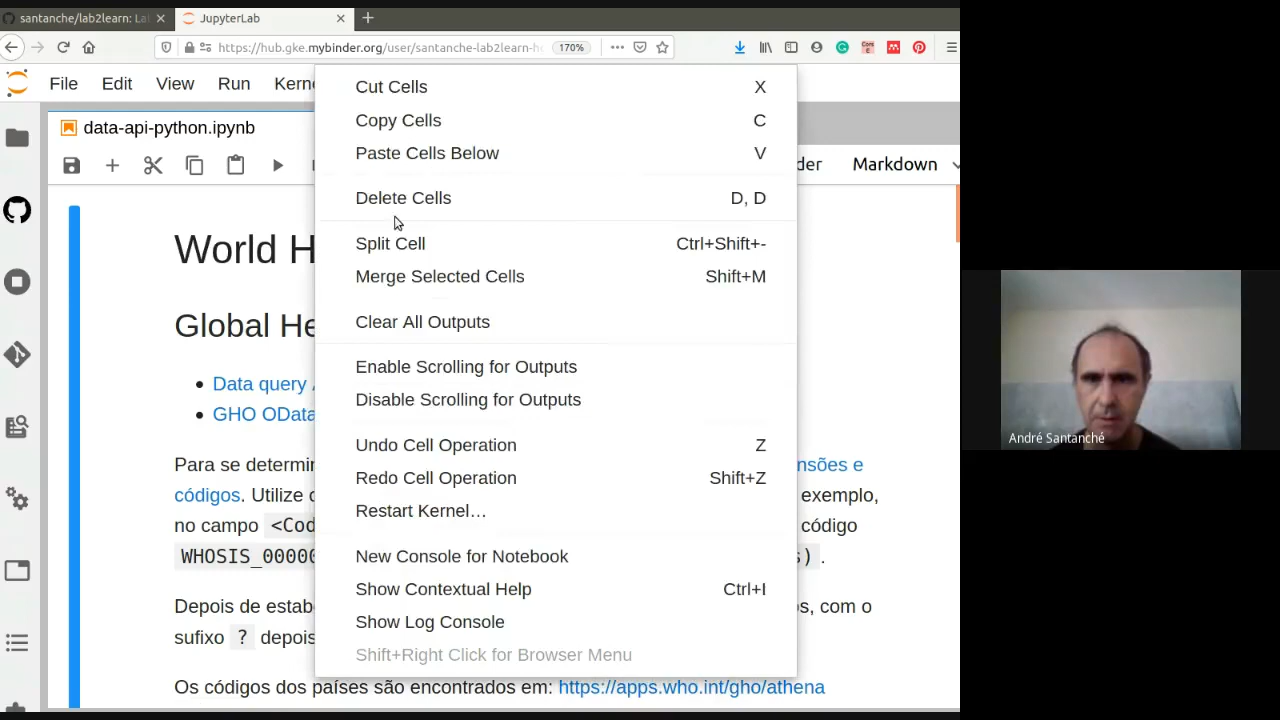 santanche/lab2learn: La
JupyterLab
https://hub.gke.mybinder.org/user/santanche-lab2learn-h
170%
File Edit View Run Kern
Cut Cells X
Copy Cells C
Paste Cells Below V
Delete Cells D, D
Split Cell Ctrl+Shift+-
Merge Selected Cells Shift+M
Clear All Outputs
Enable Scrolling for Outputs
Disable Scrolling for Outputs
Undo Cell Operation Z
Redo Cell Operation Shift+Z
Restart Kernel…
New Console for Notebook
Show Contextual Help Ctrl+I
Show Log Console
Shift+Right Click for Browser Menu
data-api-python.ipynb
der Markdown
World H
Global He
Data query
GHO OData
Para se determin nsões e
códigos. Utilize exemplo,
no campo <Cod código
WHOSIS_00000 s).
Depois de estab s, com o
sufixo ? depois
Os códigos dos países são encontrados em: https://apps.who.int/gho/athena
André Santanché